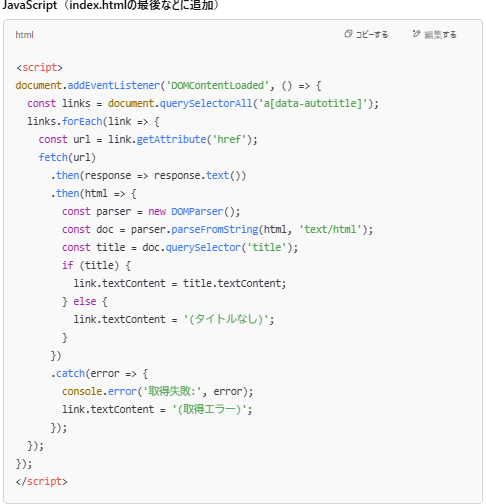 JavaScript（index.htmlの最後などに追加）
html コピーする 編集する
<script>
document.addEventListener('DOMContentLoaded', () => {
  const links = document.querySelectorAll('a[data-autotitle]');
  links.forEach(link => {
    const url = link.getAttribute('href');
    fetch(url)
      .then(response => response.text())
      .then(html => {
        const parser = new DOMParser();
        const doc = parser.parseFromString(html, 'text/html');
        const title = doc.querySelector('title');
        if (title) {
          link.textContent = title.textContent;
        } else {
          link.textContent = '(タイトルなし)';
        }
      })
      .catch(error => {
        console.error('取得失敗:', error);
        link.textContent = '(取得エラー)';
      });
  });
});
</script>